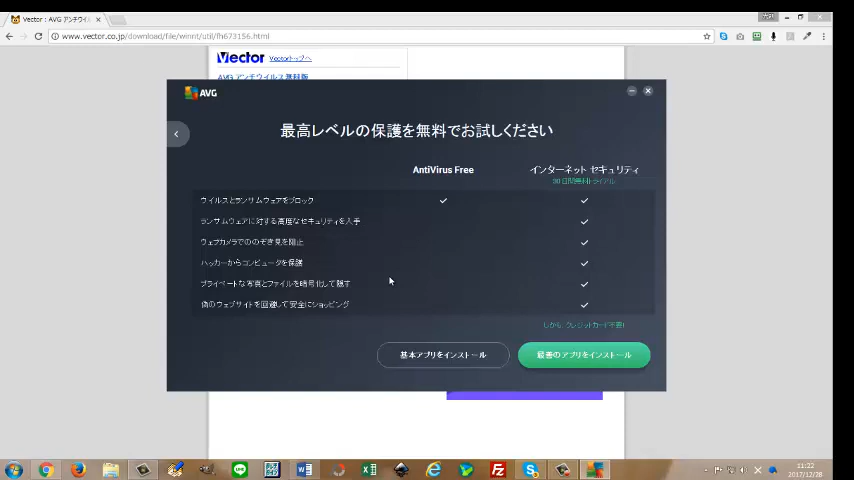 Vector：AVG アンチウイル
www.vector.co.jp/download/file/winnt/util/fh673156.html
Vector Vectorトップへ
AVG アンチウイルス無料版
AVG
最高レベルの保護を無料でお試しください
AntiVirus Free
インターネット セキュリティ
90 日間無料トライアル
ウイルスとランサムウェアをブロック
ランサムウェアに対する高度なセキュリティを入手
ウェブカメラでののぞき見を阻止
ハッカーからコンピュータを保護
プライベートな写真とファイルを暗号化して隠す
偽のウェブサイトを回避して安全にショッピング
しかも、クレジットカード不要!
基本アプリをインストール
最善のアプリをインストール
11:22
2017/12/28